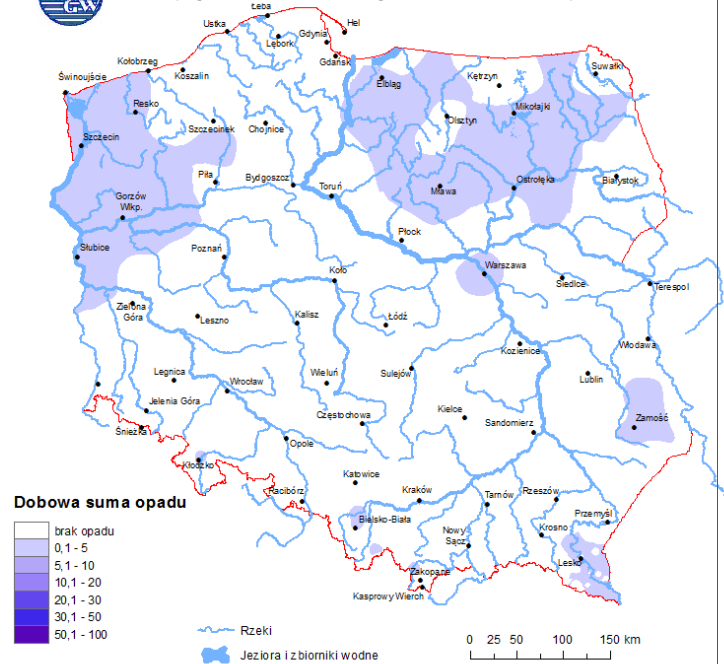 G-W
Łeba
Ustka
Hel
Lębork
Gdynia
Gdańsk
Kołobrzeg
Koszalin
Suwałki
Świnoujście
Elbląg
Kętrzyn
Resko
Mikołajki
Szczecinek
Chojnice
Olsztyn
Szczecin
Piła
Bydgoszcz
Toruń
Mława
Ostrołęka
Białystok
Gorzów
Wlkp.
Płock
Słubice
Poznań
Koło
Warszawa
Siedlce
Terespol
Zielona
Góra
Leszno
Kalisz
Łódź
Kozienice
Włodawa
Legnica
Wrocław
Wieluń
Sulejów
Lublin
Jelenia Góra
Śnieżka
Częstochowa
Kielce
Sandomierz
Zamość
Opole
Kłodzko
Katowice
Racibórz
Kraków
Tarnów
Rzeszów
Przemyśl
Bielsko-Biała
Nowy
Sącz
Krosno
Lesko
Zakopane
Kasprowy Wierch
Dobowa suma opadu
brak opadu
0,1 - 5
5,1 - 10
10,1 - 20
20,1 - 30
30,1 - 50
50,1 - 100
Rzeki
Jeziora i zbiorniki wodne
0 25 50 100 150 km